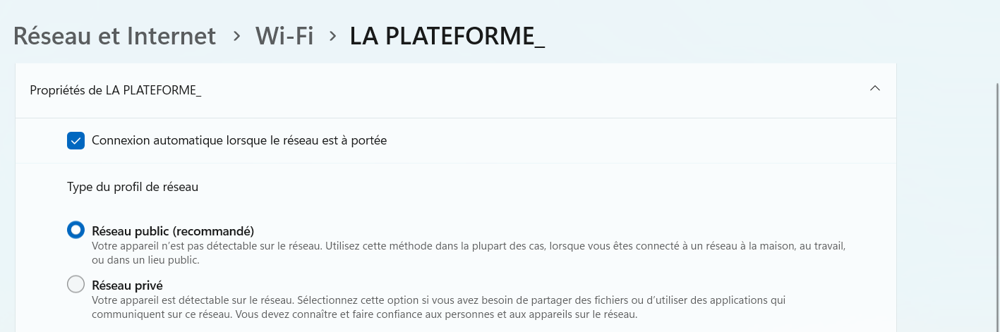 Réseau et Internet > Wi-Fi > LA PLATEFORME_
Propriétés de LA PLATEFORME_
Connexion automatique lorsque le réseau est à portée
Type du profil de réseau
Réseau public (recommandé)
Votre appareil n’est pas détectable sur le réseau. Utilisez cette méthode dans la plupart des cas, lorsque vous êtes connecté à un réseau à la maison, au travail,
ou dans un lieu public.
Réseau privé
Votre appareil est détectable sur le réseau. Sélectionnez cette option si vous avez besoin de partager des fichiers ou d’utiliser des applications qui
communiquent sur ce réseau. Vous devez connaître et faire confiance aux personnes et aux appareils sur le réseau.